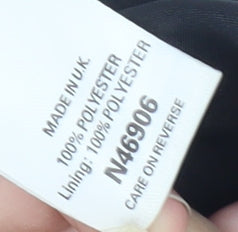 MADE IN U.K.
100% POLYESTER
Lining: 100% POLYESTER
N46906
CARE ON REVERSE